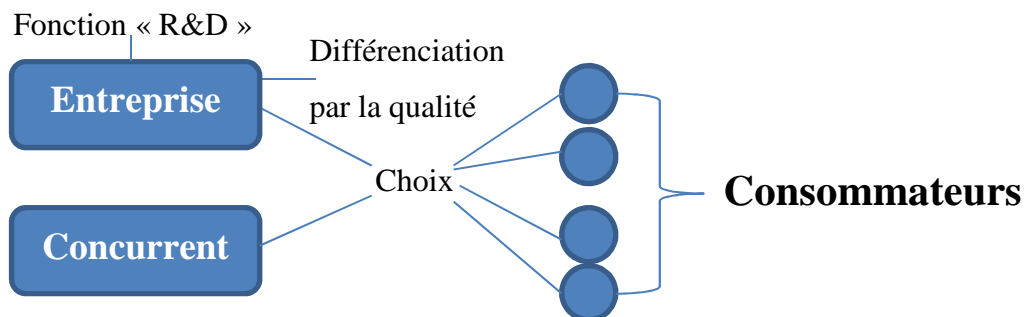 Fonction « R&D »
Différenciation
par la qualité
Entreprise
Choix
Consommateurs
Concurrent